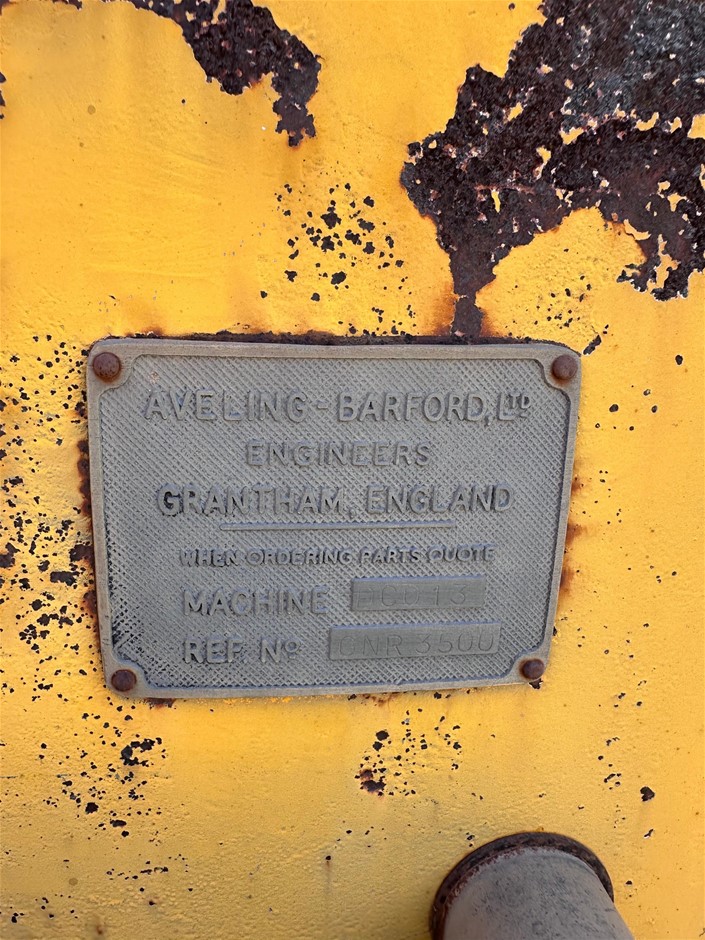 AVELING-BARFORD, LTD
ENGINEERS
GRANTHAM, ENGLAND
WHEN ORDERING PARTS QUOTE
MACHINE
REF. No